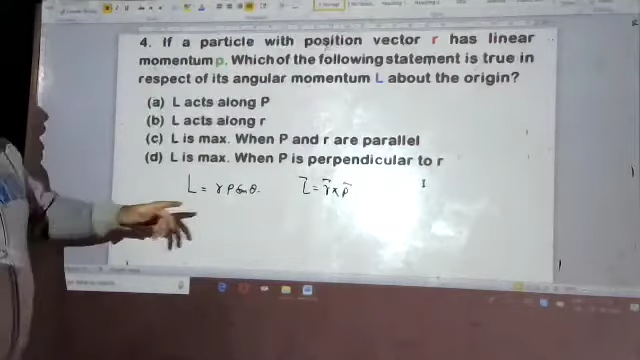 4. If a particle with position vector r has linear
momentum p. Which of the following statement is true in
respect of its angular momentum L about the origin?
(a) L acts along P
(b) L acts along r
(c) L is max. When P and r are parallel
(d) L is max. When P is perpendicular to r
L = r p sin θ. L⃗ = r⃗ × p⃗